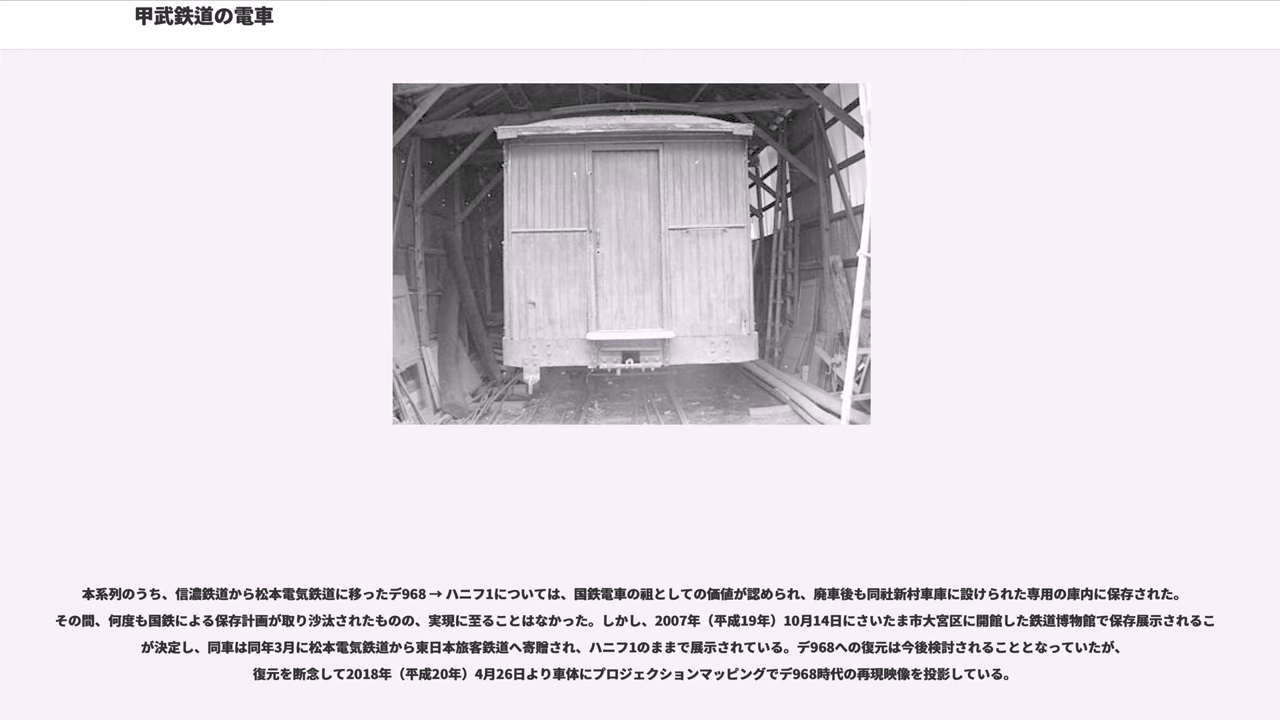 甲武鉄道の電車
本系列のうち、信濃鉄道から松本電気鉄道に移ったデ968 → ハニフ1については、国鉄電車の祖としての価値が認められ、廃車後も同社新村車庫に設けられた専用の庫内に保存された。
その間、何度も国鉄による保存計画が取り沙汰されたものの、実現に至ることはなかった。しかし、2007年（平成19年）10月14日にさいたま市大宮区に開館した鉄道博物館で保存展示されるこ
が決定し、同車は同年3月に松本電気鉄道から東日本旅客鉄道へ寄贈され、ハニフ1のままで展示されている。デ968への復元は今後検討されることとなっていたが、
復元を断念して2018年（平成20年）4月26日より車体にプロジェクションマッピングでデ968時代の再現映像を投影している。